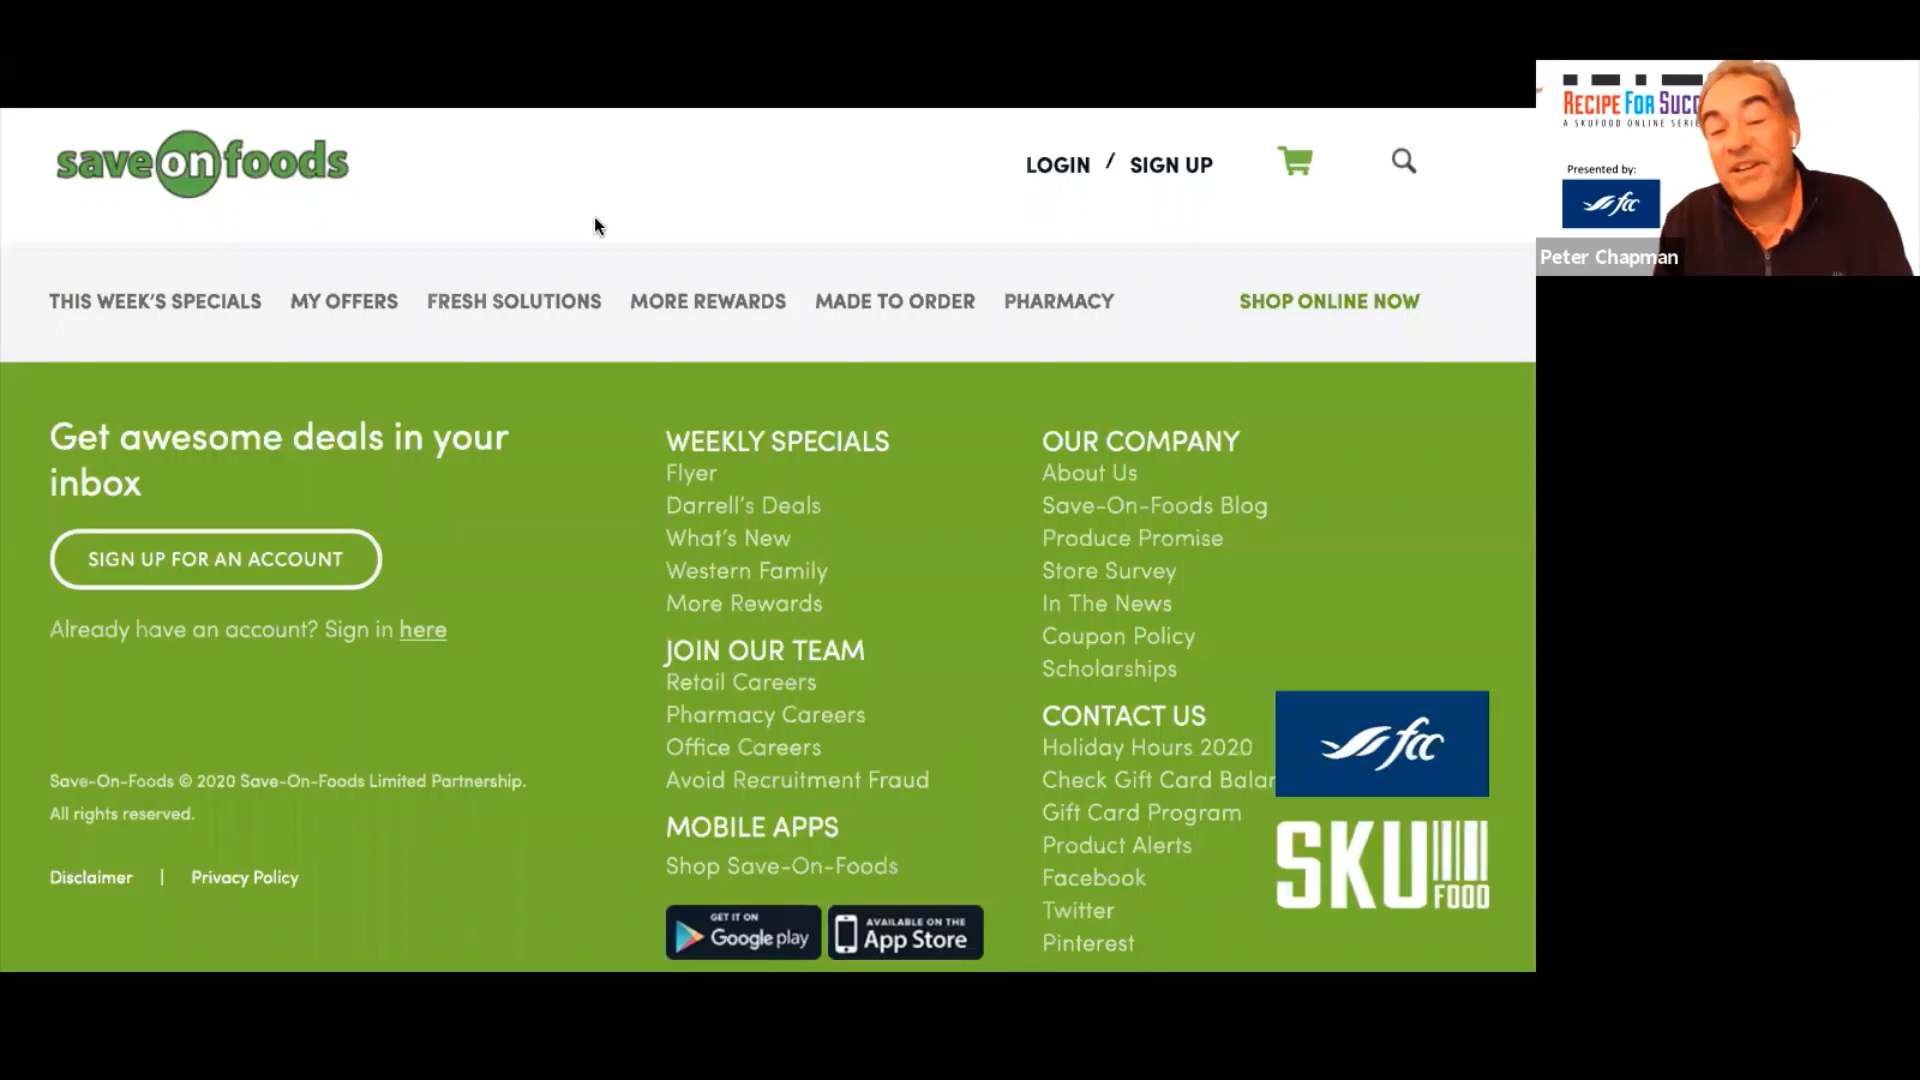 saveonfoods
LOGIN / SIGN UP
THIS WEEK'S SPECIALS MY OFFERS FRESH SOLUTIONS MORE REWARDS MADE TO ORDER PHARMACY SHOP ONLINE NOW
Get awesome deals in your
inbox
SIGN UP FOR AN ACCOUNT
Already have an account? Sign in here
Save-On-Foods © 2020 Save-On-Foods Limited Partnership.
All rights reserved.
Disclaimer | Privacy Policy
WEEKLY SPECIALS
Flyer
Darrell's Deals
What's New
Western Family
More Rewards
JOIN OUR TEAM
Retail Careers
Pharmacy Careers
Office Careers
Avoid Recruitment Fraud
MOBILE APPS
Shop Save-On-Foods
GET IT ON
Google play
AVAILABLE ON THE
App Store
OUR COMPANY
About Us
Save-On-Foods Blog
Produce Promise
Store Survey
In The News
Coupon Policy
Scholarships
CONTACT US
Holiday Hours 2020
Check Gift Card Balan
Gift Card Program
Product Alerts
Facebook
Twitter
Pinterest
fcc
SKU
FOOD
RECIPE FOR SUCC
A SKUFOOD ONLINE SERIE
Presented by:
fcc
Peter Chapman